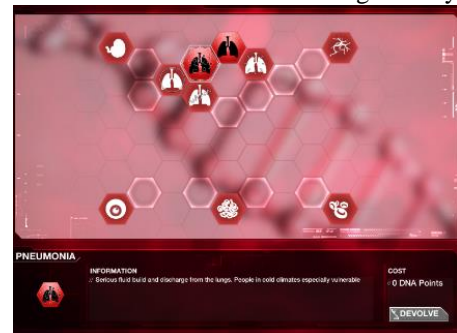 PNEUMONIA
INFORMATION
Serious fluid build and discharge from the lungs. People in cold climates especially vulnerable
COST
0 DNA Points
DEVOLVE